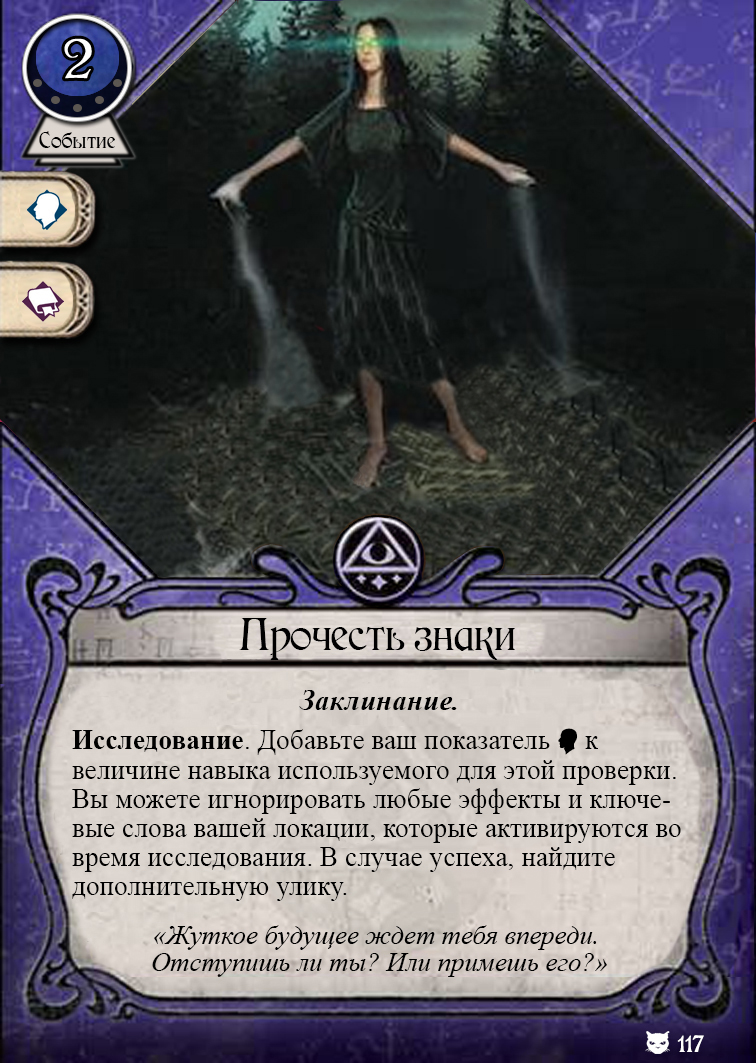 2
Событие
Прочесть знаки
Заклинание.
Исследование. Добавьте ваш показатель к
величине навыка используемого для этой проверки.
Вы можете игнорировать любые эффекты и ключе-
вые слова вашей локации, которые активируются во
время исследования. В случае успеха, найдите
дополнительную улику.
«Жуткое будущее ждет тебя впереди.
Отступишь ли ты? Или примешь его?»
117